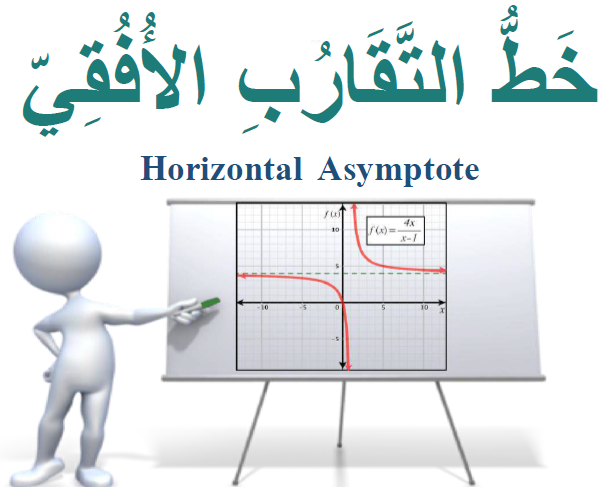 خَطُّ التَّقَارُبِ الأُفُقِيّ
Horizontal Asymptote
f (x)
f (x) = 4x / x-1
10
5
-10 -5 0 5 10 x
-5